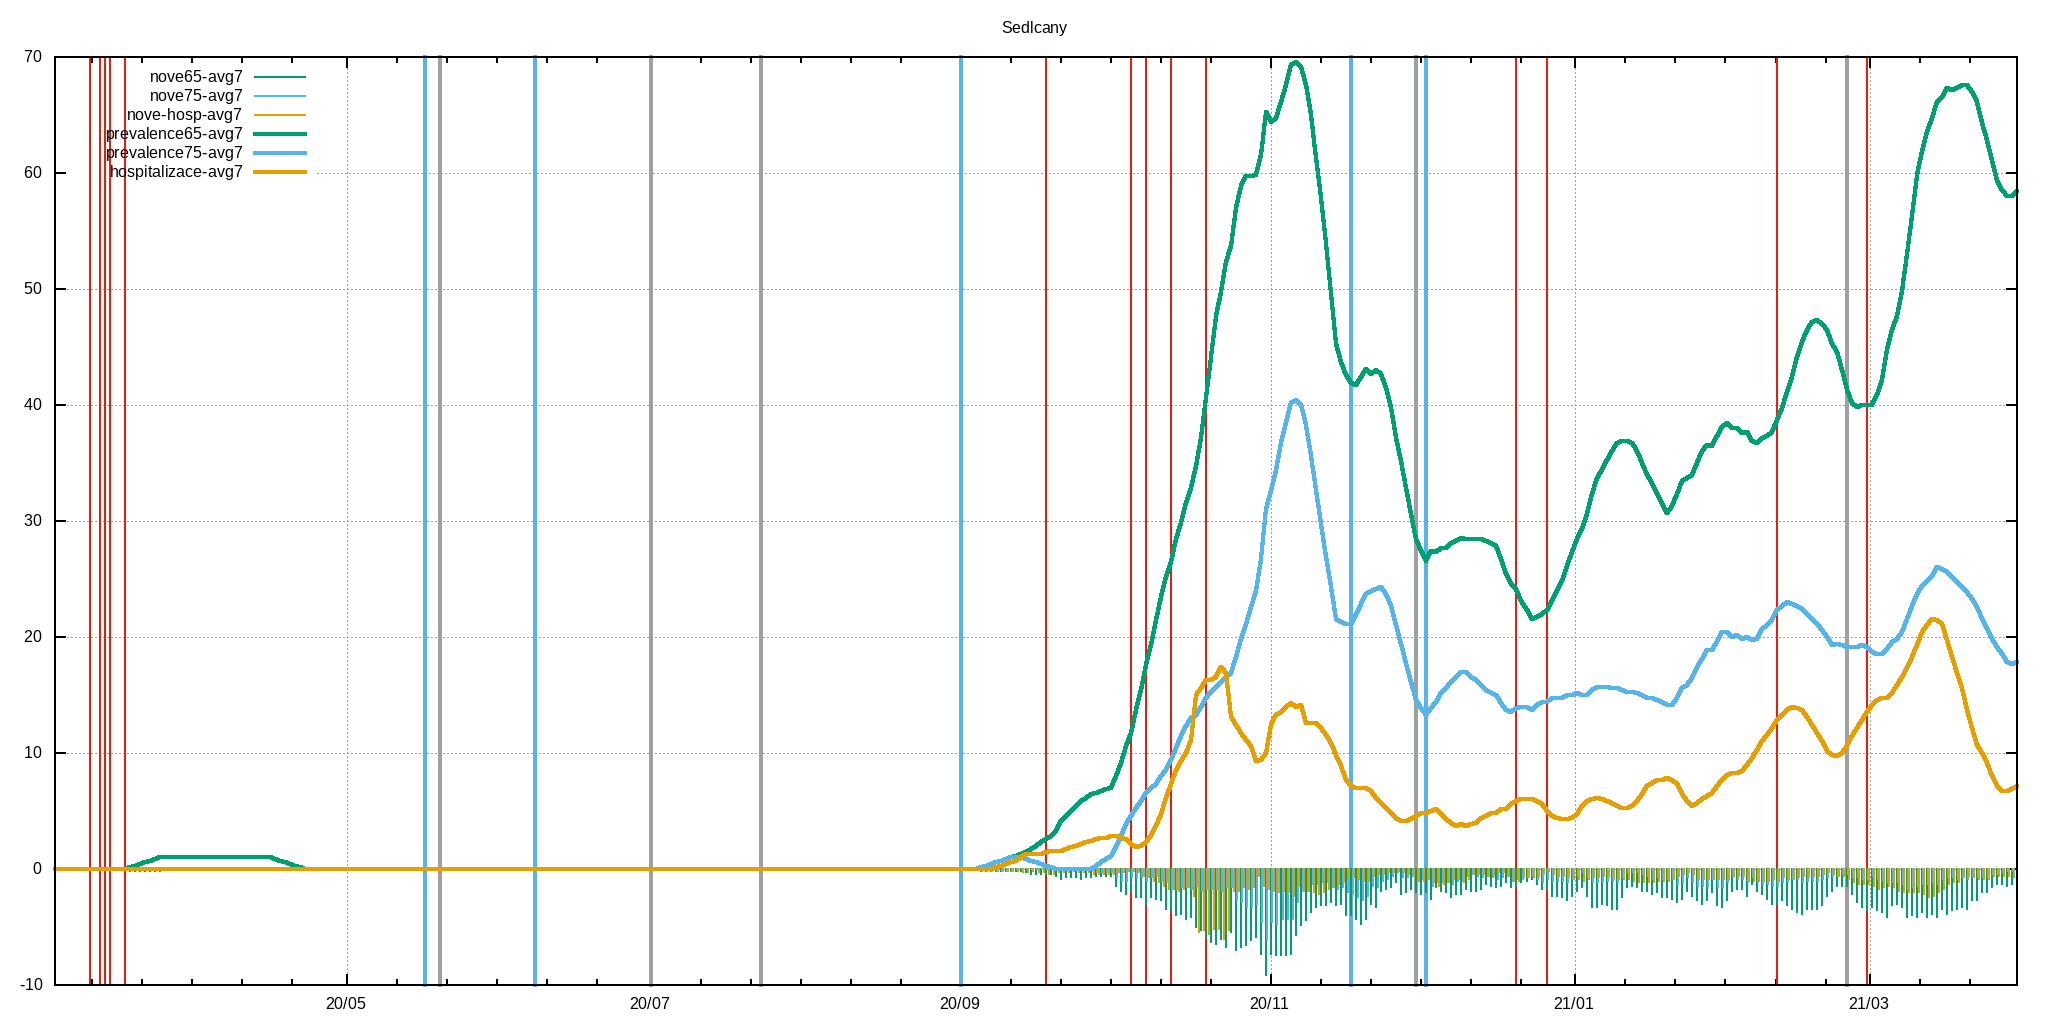 Sedlcany
70
60
50
40
30
20
10
0
-10
nove65-avg7
nove75-avg7
nove-hosp-avg7
prevalence65-avg7
prevalence75-avg7
hospitalizace-avg7
20/05 20/07 20/09 20/11 21/01 21/03